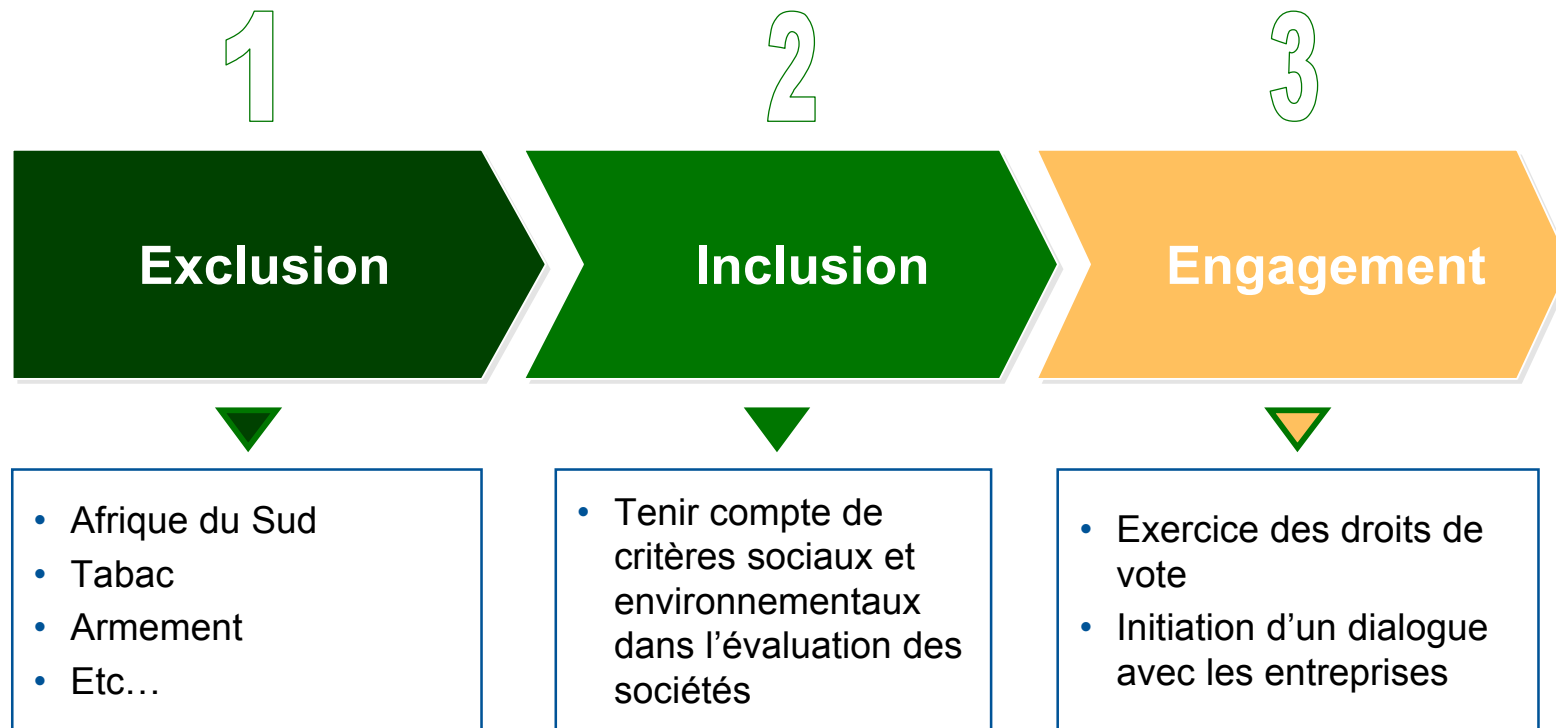 1
2
3
Exclusion
Inclusion
Engagement
• Afrique du Sud
• Tabac
• Armement
• Etc…
• Tenir compte de
critères sociaux et
environnementaux
dans l’évaluation des
sociétés
• Exercice des droits de
vote
• Initiation d’un dialogue
avec les entreprises